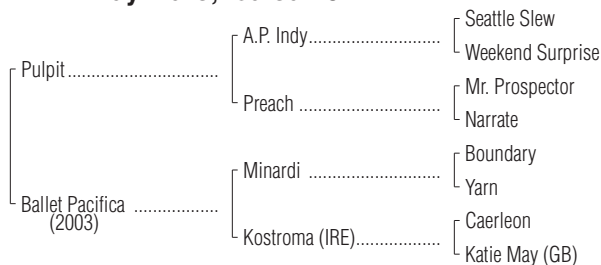 Seattle Slew
A.P. Indy
Weekend Surprise
Pulpit
Mr. Prospector
Preach
Narrate
Boundary
Minardi
Yarn
Ballet Pacifica
(2003)
Caerleon
Kostroma (IRE)
Katie May (GB)